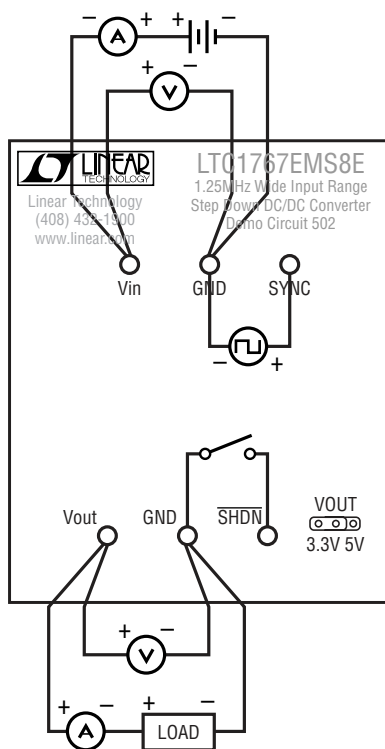 − A + + −
+ V −
LINEAR
TECHNOLOGY
LTC1767EMS8E
1.25MHz Wide Input Range
Step Down DC/DC Converter
Demo Circuit 502
Linear Technology
(408) 432-1900
www.linear.com
Vin GND SYNC
− +
Vout GND SHDN
VOUT
3.3V 5V
+ V −
+ A − + LOAD −